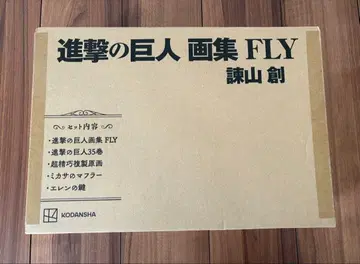 進撃の巨人 画集 FLY
諫山 創
セット内容
・進撃の巨人画集 FLY
・進撃の巨人35巻
・超精巧複製原画
・ミカサのマフラー
・エレンの鍵
KODANSHA